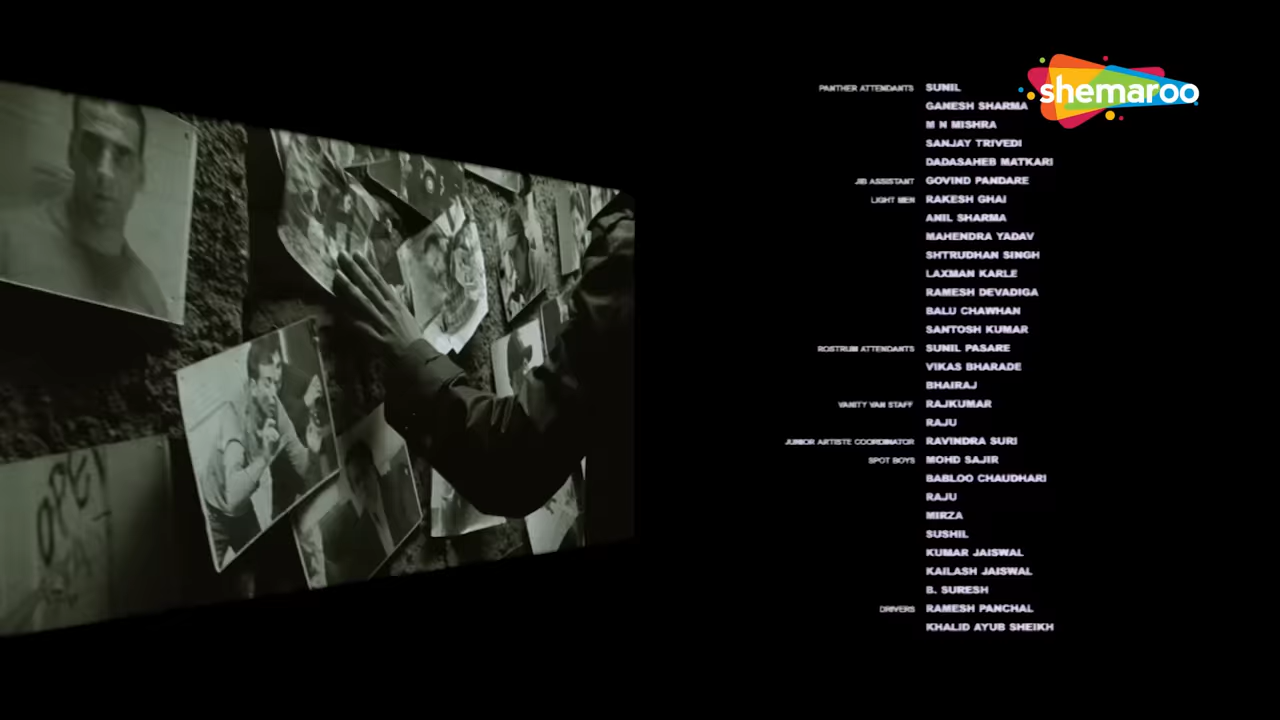 shemaroo
PANTHER ATTENDANTS SUNIL
GANESH SHARMA
M N MISHRA
SANJAY TRIVEDI
DADASAHEB MATKARI
JIB ASSISTANT GOVIND PANDARE
LIGHT MEN RAKESH GHAI
ANIL SHARMA
MAHENDRA YADAV
SHTRUDHAN SINGH
LAXMAN KARLE
RAMESH DEVADIGA
BALU CHAWHAN
SANTOSH KUMAR
ROSTRUM ATTENDANTS SUNIL PASARE
VIKAS BHARADE
BHAIRAJ
VANITY VAN STAFF RAJKUMAR
RAJU
JUNIOR ARTISTE COORDINATOR RAVINDRA SURI
SPOT BOYS MOHD SAJIR
BABLOO CHAUDHARI
RAJU
MIRZA
SUSHIL
KUMAR JAISWAL
KAILASH JAISWAL
B. SURESH
DRIVERS RAMESH PANCHAL
KHALID AYUB SHEIKH